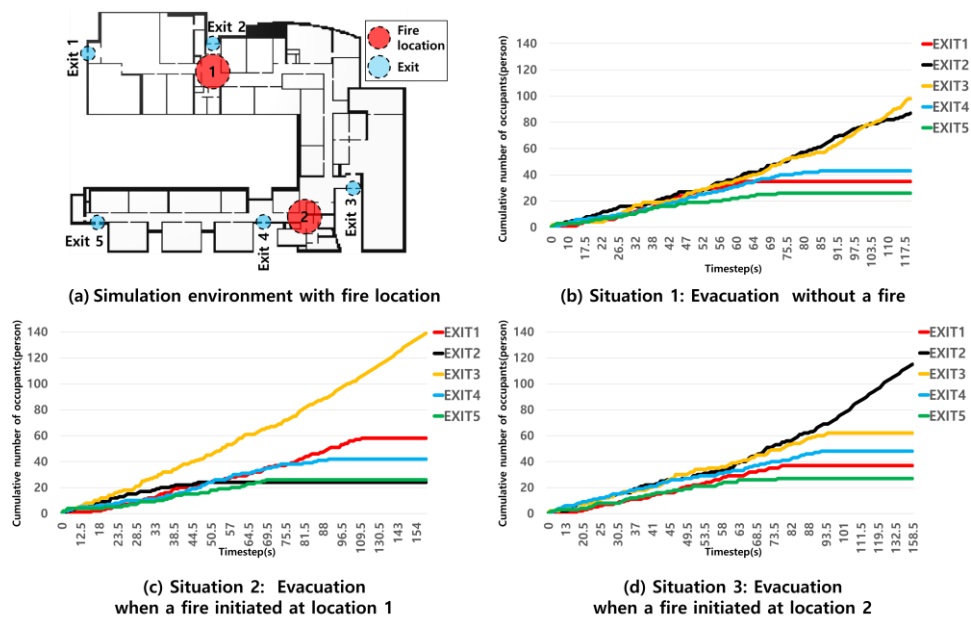 Exit 1
Exit 2
1
Fire
location
Exit
Exit 3
2
Exit 4
Exit 5
(a) Simulation environment with fire location
Cumulative number of occupants(person)
140
120
100
80
60
40
20
0
0 10 17.5 26.5 32 38 42.5 47 52 56 60 64 69 75.5 80.5 85 91.5 97.5 103.5 110 117.5
Timestep(s)
EXIT1
EXIT2
EXIT3
EXIT4
EXIT5
(b) Situation 1: Evacuation without a fire
Cumulative number of occupants(person)
140
120
100
80
60
40
20
0
0 12.5 18 23.5 28.5 33 38.5 44.5 50.5 57 64.5 69.5 75 81.5 88 96.5 109.5 130.5 143 154
Timestep(s)
EXIT1
EXIT2
EXIT3
EXIT4
EXIT5
(c) Situation 2: Evacuation
when a fire initiated at location 1
Cumulative number of occupants(person)
140
120
100
80
60
40
20
0
0 13 20.5 30.5 37 41 45 49.5 53.5 58 63 68.5 73.5 82 88 93.5 101 111.5 119.5 132.5 158.5
Timestep(s)
EXIT1
EXIT2
EXIT3
EXIT4
EXIT5
(d) Situation 3: Evacuation
when a fire initiated at location 2